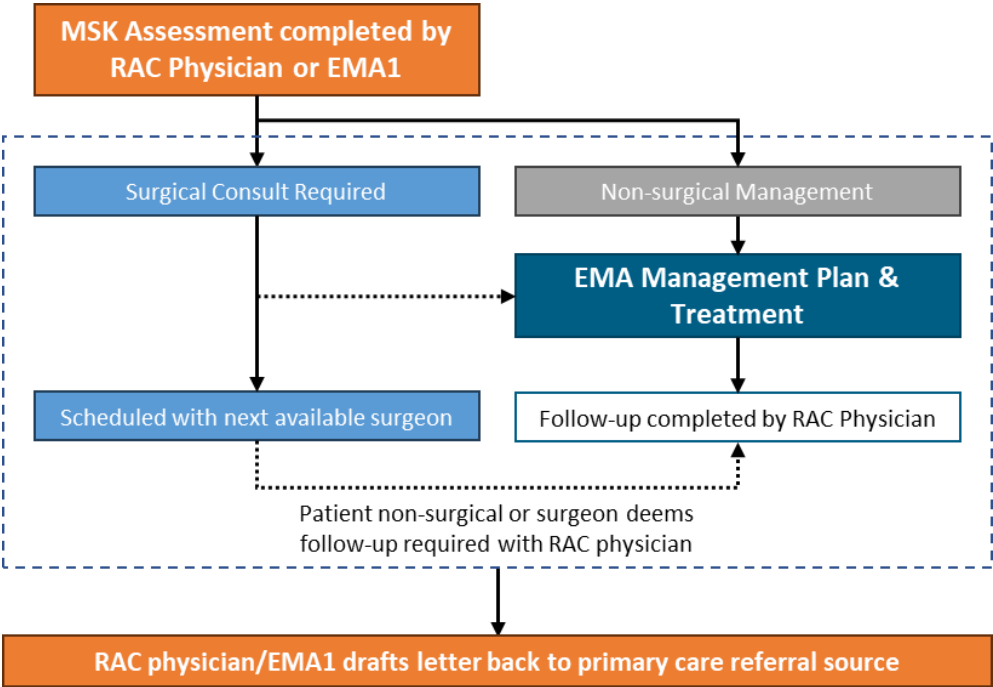 MSK Assessment completed by
RAC Physician or EMA1
Surgical Consult Required
Non-surgical Management
EMA Management Plan &
Treatment
Scheduled with next available surgeon
Follow-up completed by RAC Physician
Patient non-surgical or surgeon deems
follow-up required with RAC physician
RAC physician/EMA1 drafts letter back to primary care referral source